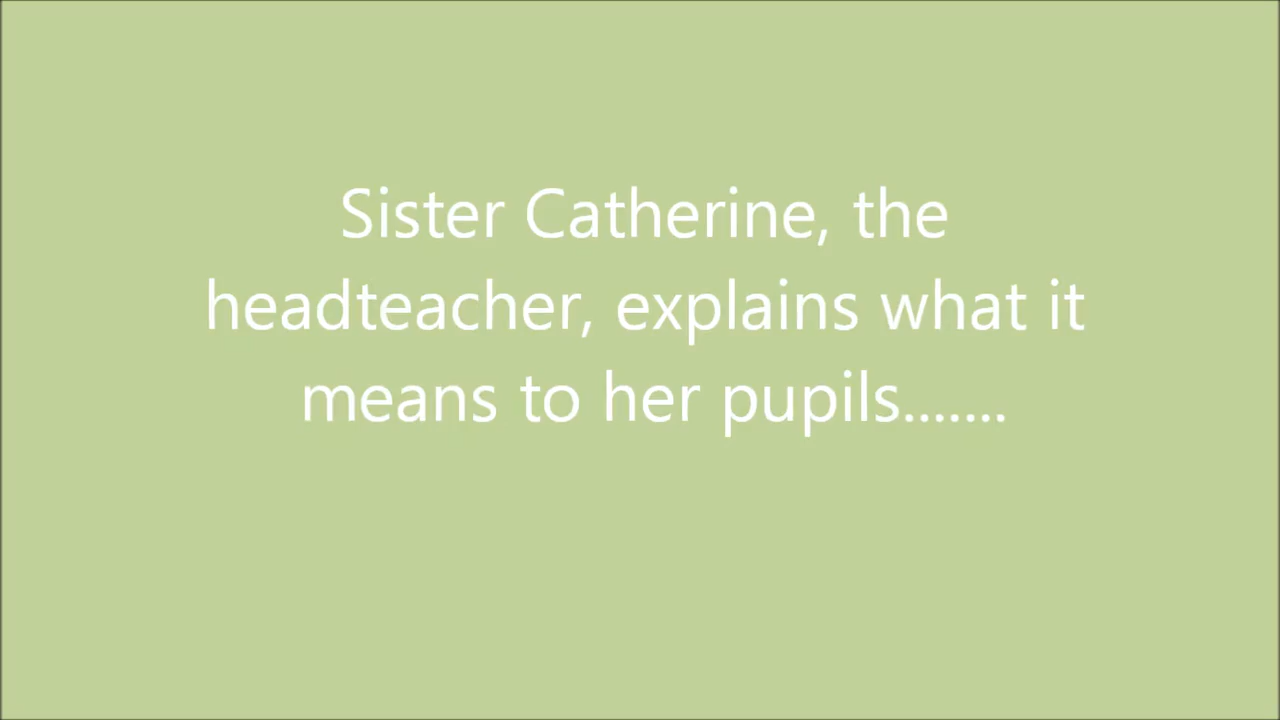 Sister Catherine, the
headteacher, explains what it
means to her pupils.......